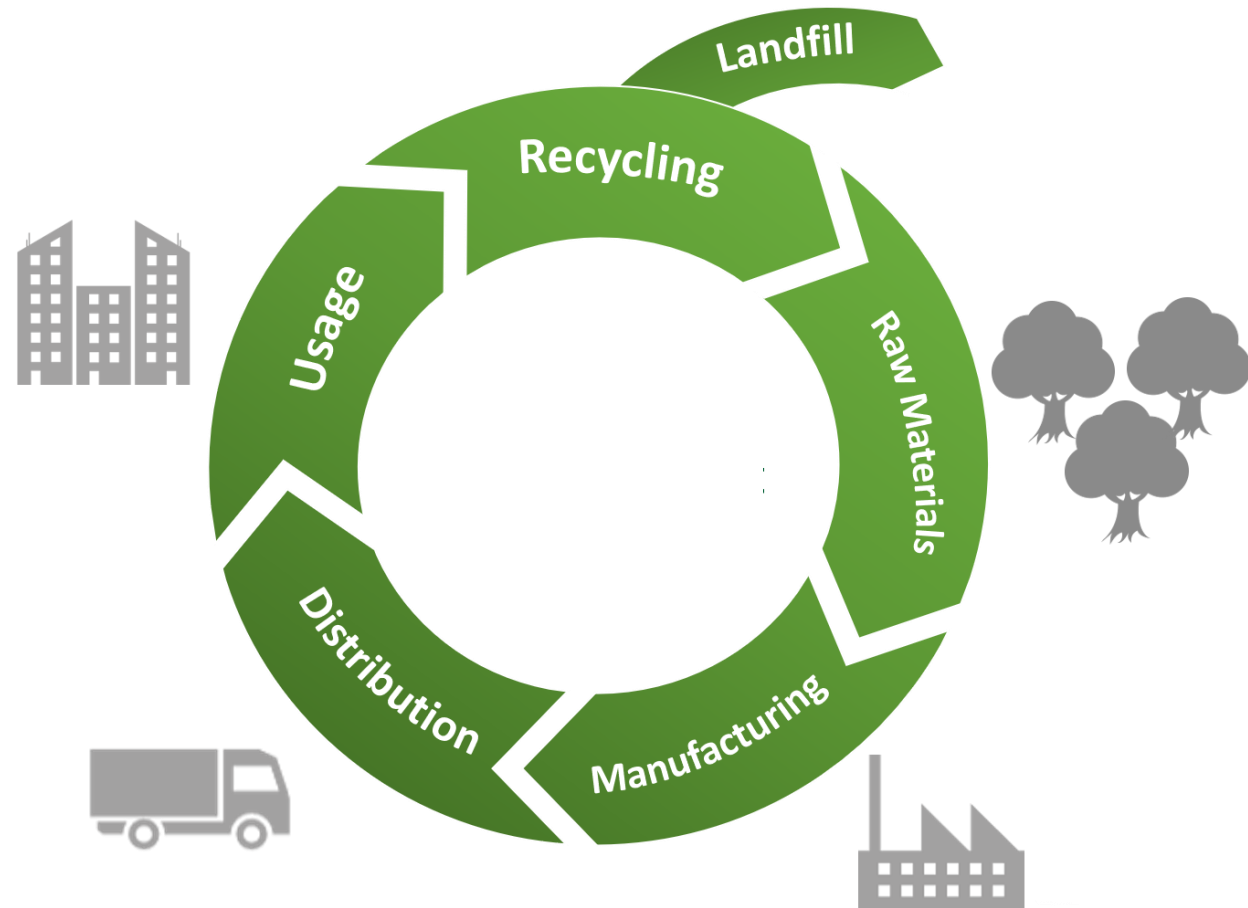 Landfill
Recycling
Raw Materials
Manufacturing
Distribution
Usage